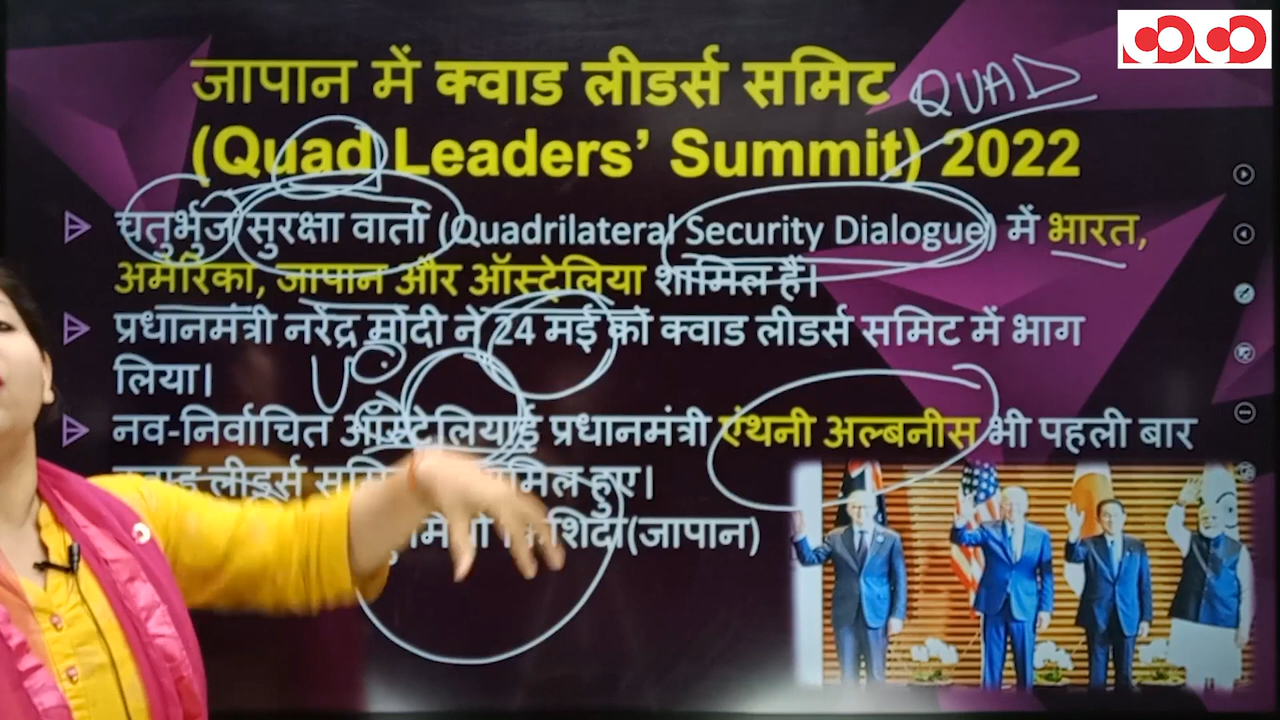 जापान में क्वाड लीडर्स समिट QUAD
(Quad Leaders’ Summit) 2022
चतुर्भुज सुरक्षा वार्ता (Quadrilateral Security Dialogue) में भारत,
अमेरिका, जापान और ऑस्ट्रेलिया शामिल हैं।
प्रधानमंत्री नरेंद्र मोदी ने 24 मई को क्वाड लीडर्स समिट में भाग
लिया।
नव-निर्वाचित ऑस्ट्रेलियाई प्रधानमंत्री एंथनी अल्बनीस भी पहली बार
लीडर्स हुए।
(जापान)